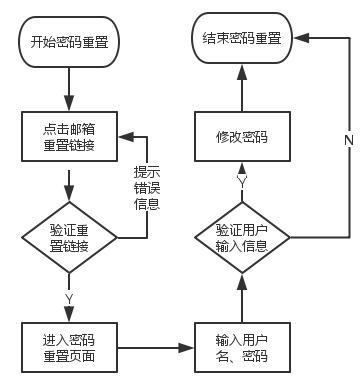 开始密码重置
点击邮箱
重置链接
提示
错误
信息
验证重
置链接
Y
进入密码
重置页面
输入用户
名、密码
验证用户
输入信息
Y
N
修改密码
结束密码重置